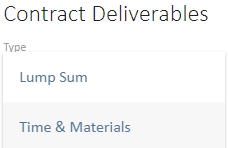 Contract Deliverables
Type
Lump Sum
Time & Materials